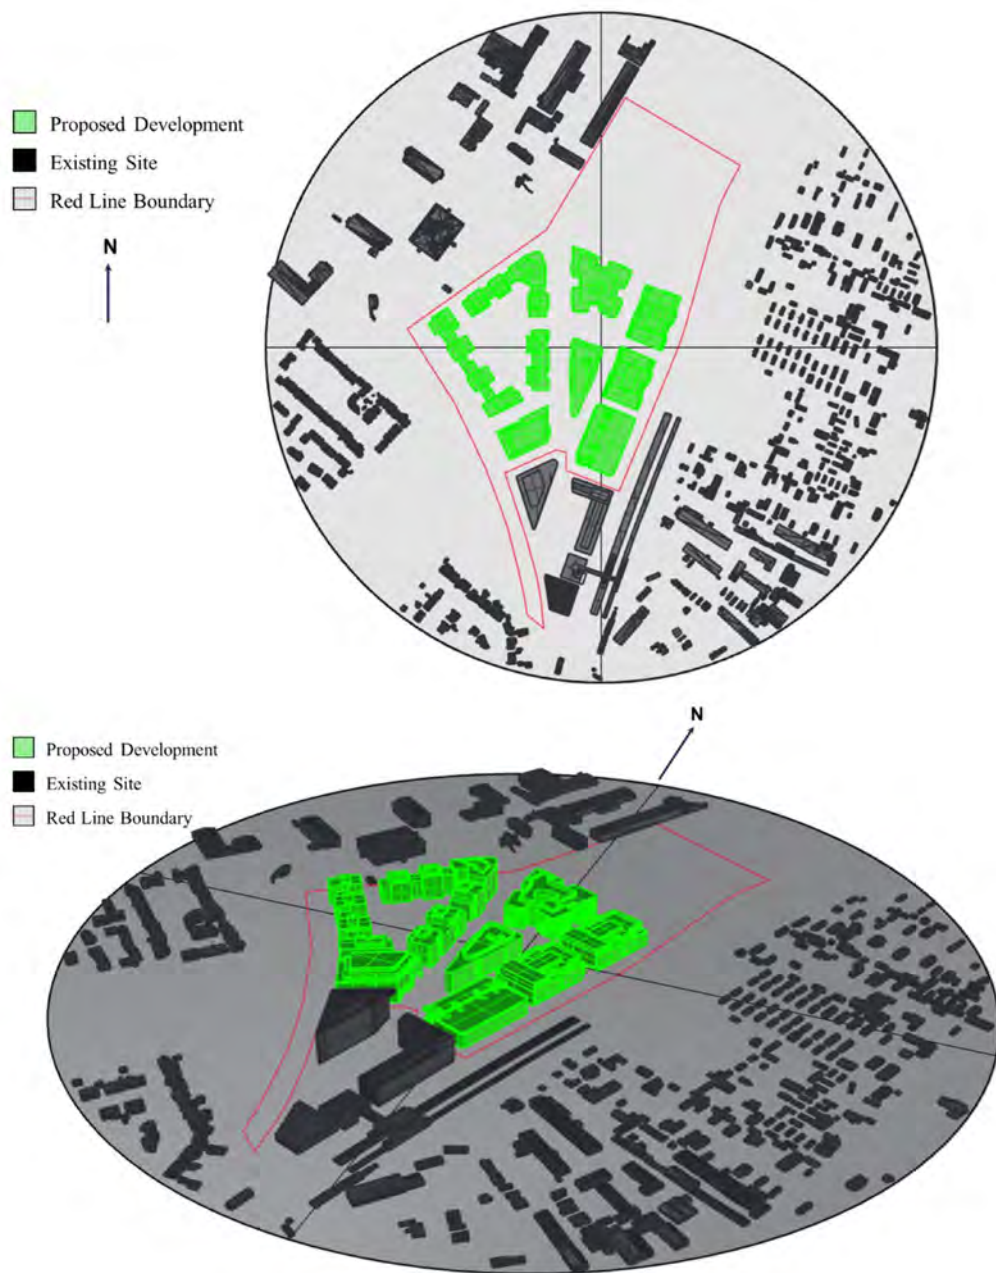 Proposed Development
Existing Site
Red Line Boundary
N
N
Proposed Development
Existing Site
Red Line Boundary